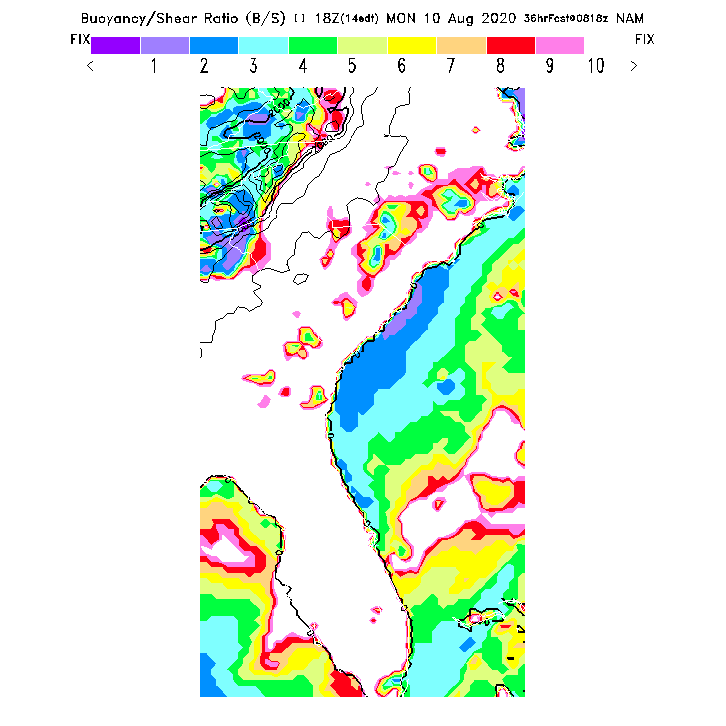 Buoyancy/Shear Ratio (B/S) [] 18Z(14edt) MON 10 Aug 2020 36hrFcst@0818z NAM
FIX FIX
< 1 2 3 4 5 6 7 8 9 10 >